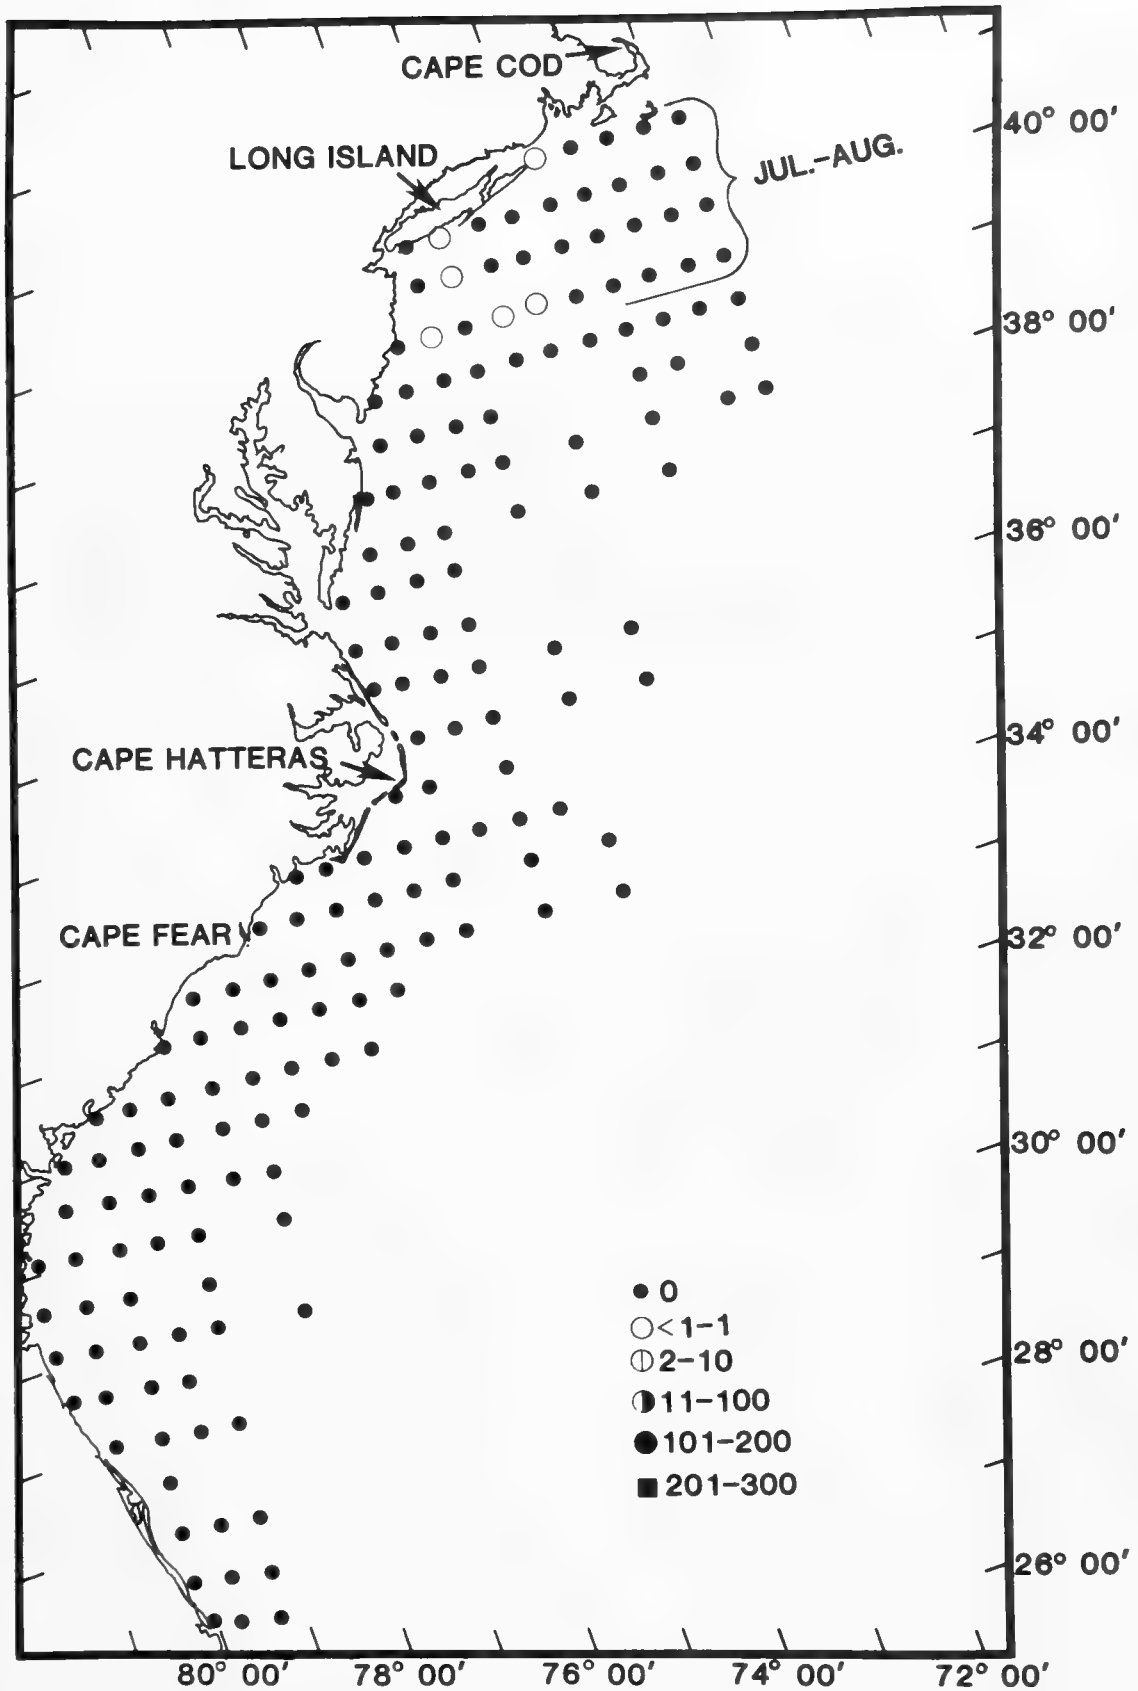 CAPE COD
40° 00′
LONG ISLAND
JUL.-AUG.
38° 00′
36° 00′
34° 00′
CAPE HATTERAS
CAPE FEAR
32° 00′
30° 00′
0
<1-1
28° 00′
2-10
11-100
101-200
201-300
26° 00′
80° 00′ 78° 00′ 76° 00′ 74° 00′ 72° 00′